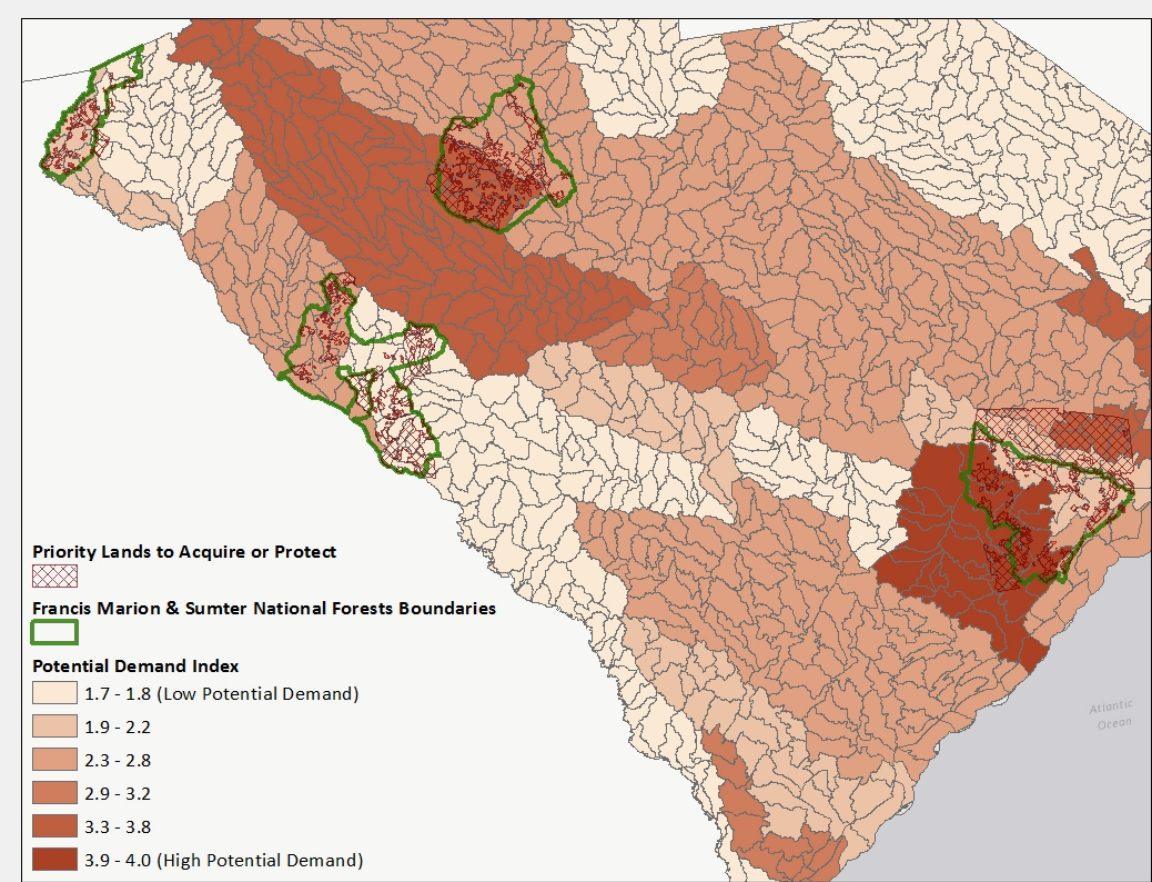 Priority Lands to Acquire or Protect
Francis Marion & Sumter National Forests Boundaries
Potential Demand Index
1.7 - 1.8 (Low Potential Demand)
1.9 - 2.2
2.3 - 2.8
2.9 - 3.2
3.3 - 3.8
3.9 - 4.0 (High Potential Demand)
Atlantic
Ocean